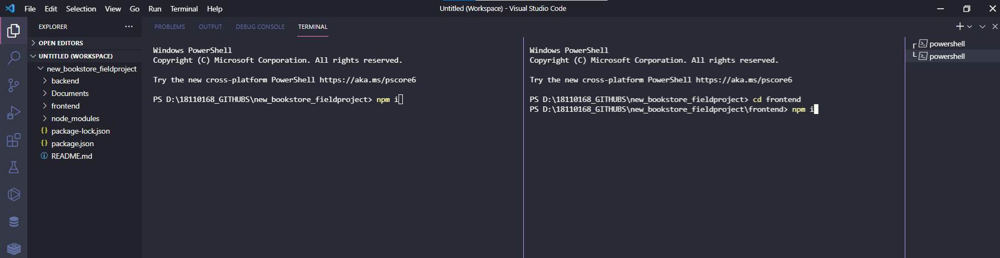 File Edit Selection View Go Run Terminal Help
Untitled (Workspace) - Visual Studio Code
EXPLORER
OPEN EDITORS
UNTITLED (WORKSPACE)
new_bookstore_fieldproject
backend
Documents
frontend
node_modules
{} package-lock.json
{} package.json
README.md
PROBLEMS OUTPUT DEBUG CONSOLE TERMINAL
Windows PowerShell
Copyright (C) Microsoft Corporation. All rights reserved.
Try the new cross-platform PowerShell https://aka.ms/pscore6
PS D:\18110168_GITHUBS\new_bookstore_fieldproject> npm i
Windows PowerShell
Copyright (C) Microsoft Corporation. All rights reserved.
Try the new cross-platform PowerShell https://aka.ms/pscore6
PS D:\18110168_GITHUBS\new_bookstore_fieldproject> cd frontend
PS D:\18110168_GITHUBS\new_bookstore_fieldproject\frontend> npm i
powershell
powershell